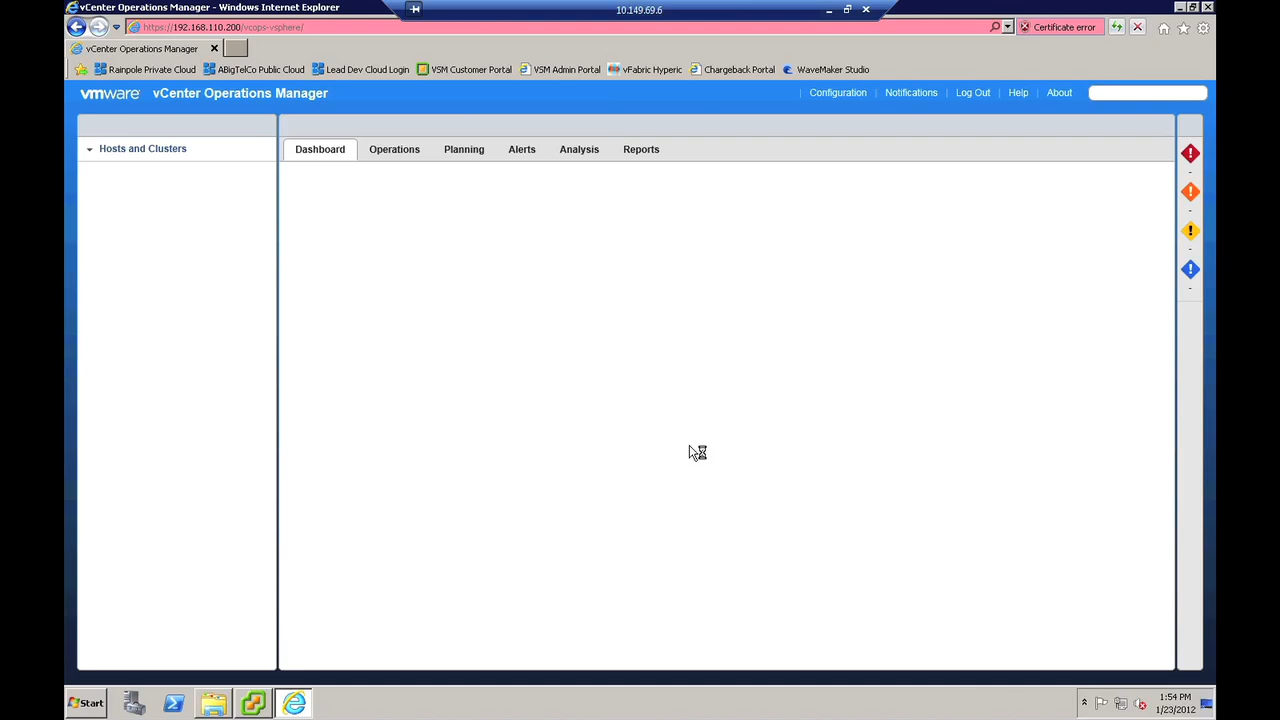 vCenter Operations Manager - Windows Internet Explorer
10.149.69.6
https://192.168.110.200/vcops-vsphere/
Certificate error
vCenter Operations Manager
Rainpole Private Cloud
ABigTelCo Public Cloud
Lead Dev Cloud Login
VSM Customer Portal
VSM Admin Portal
vFabric Hyperic
Chargeback Portal
WaveMaker Studio
vmware vCenter Operations Manager
Configuration
Notifications
Log Out
Help
About
Hosts and Clusters
Dashboard
Operations
Planning
Alerts
Analysis
Reports
!
-
!
-
!
-
!
-
Start
1:54 PM
1/23/2012